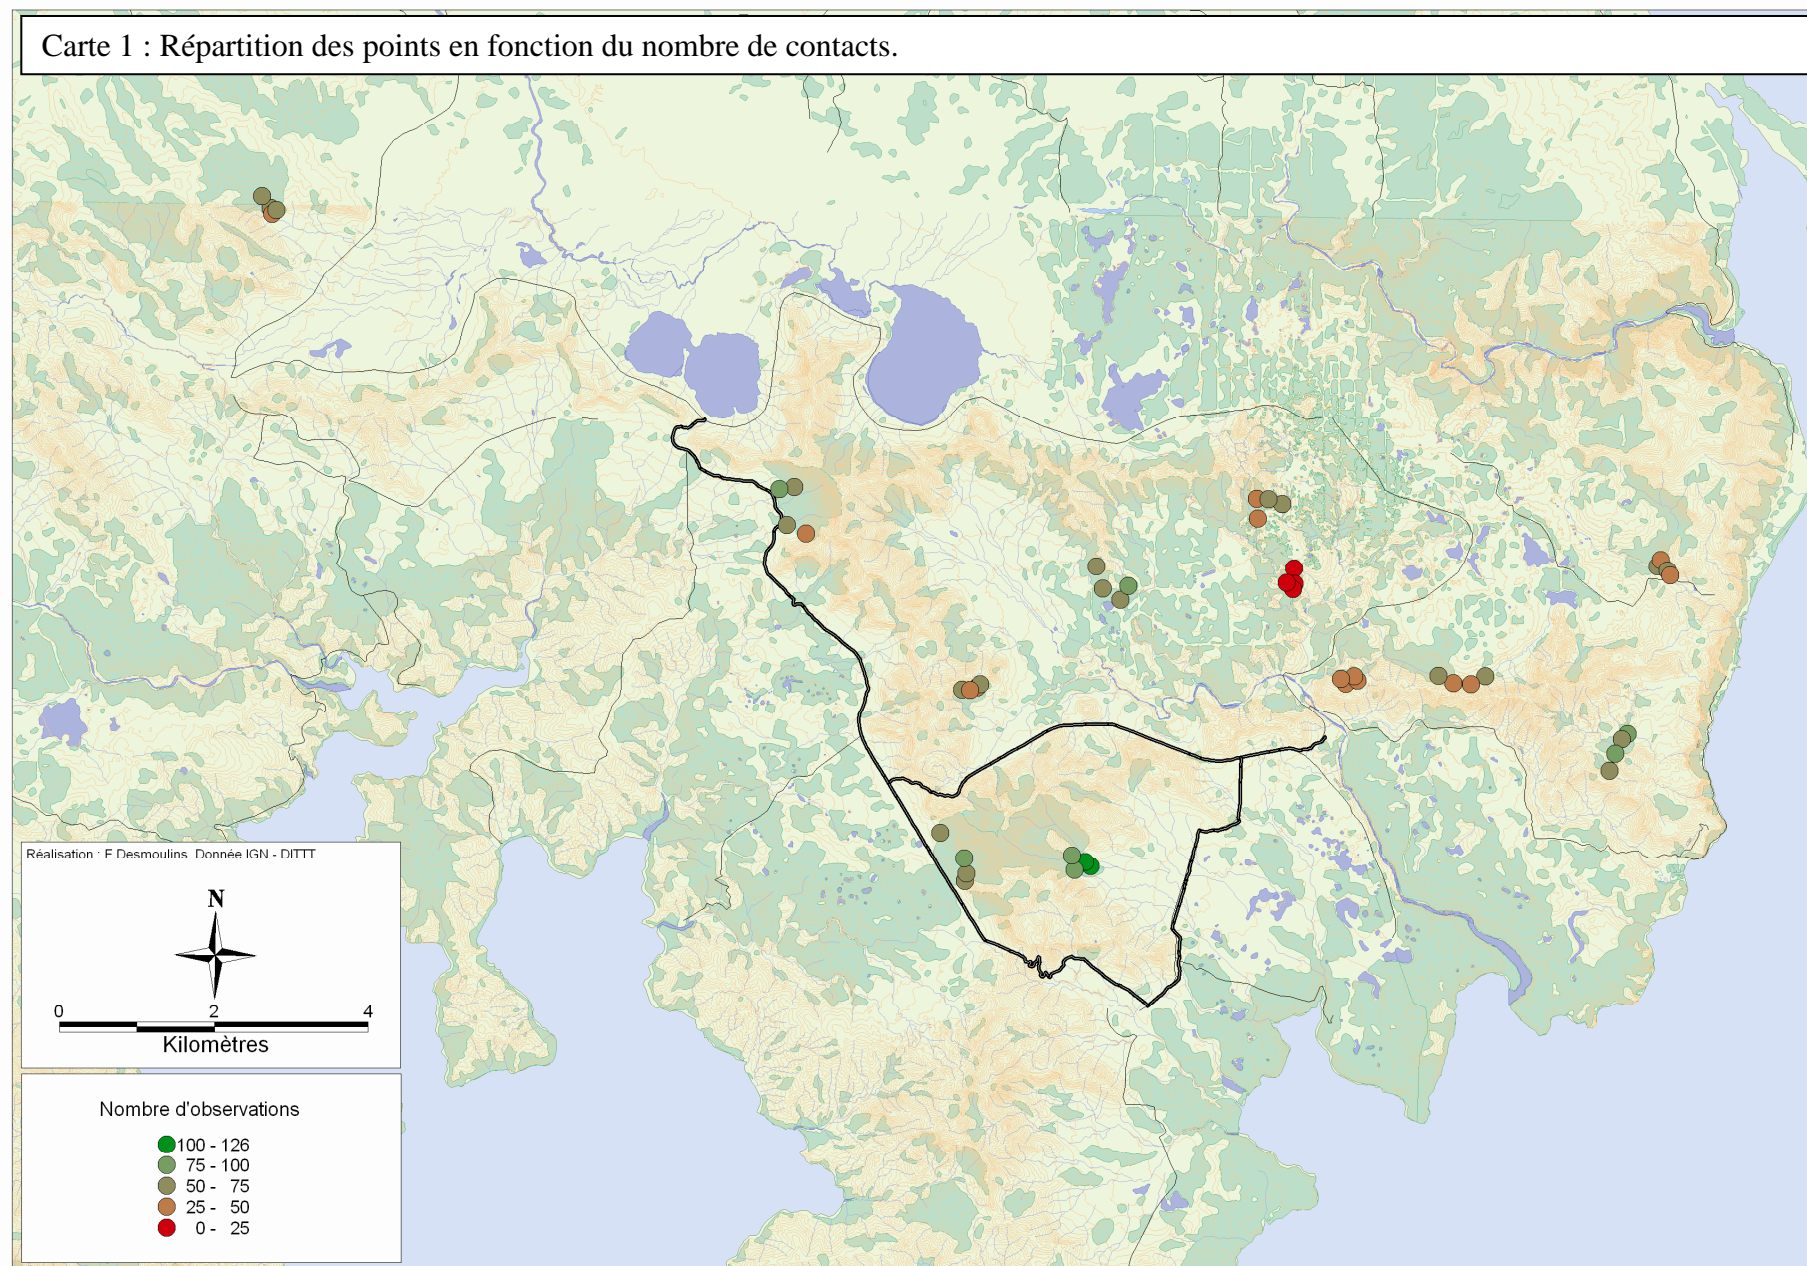 Carte 1 : Répartition des points en fonction du nombre de contacts.
Réalisation : F Desmoulins Donnée IGN - DITTT
N
0 2 4
Kilomètres
Nombre d'observations
100 - 126
75 - 100
50 - 75
25 - 50
0 - 25